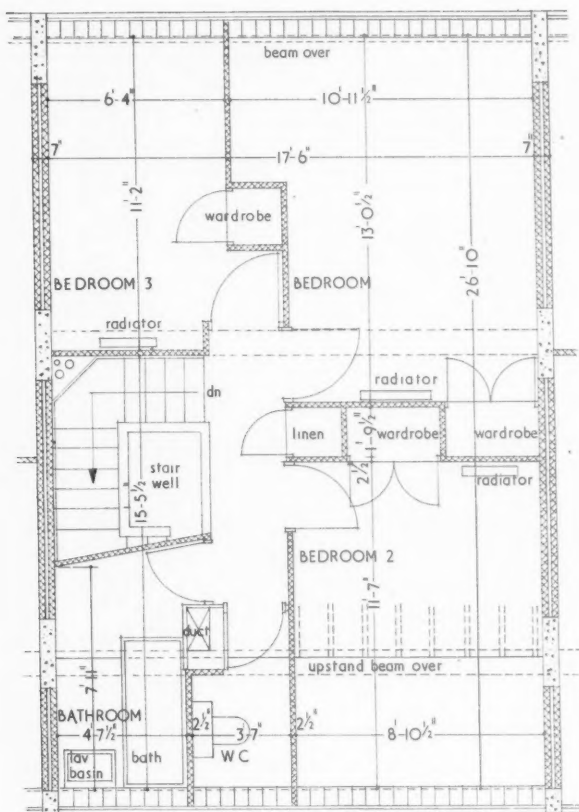 beam over
6'-4"
10'-11½"
7"
17'-6"
7"
11'-2"
wardrobe
13'-0½"
26'-10"
BEDROOM 3
BEDROOM
radiator
radiator
dn
linen
wardrobe
wardrobe
2½"
1'-9½"
stair
well
radiator
15'-5½"
BEDROOM 2
11'-7"
duct
upstand beam over
7'-11"
BATHROOM
4'-7½"
2½"
3'-7"
2½"
8'-10½"
lav
basin
bath
WC